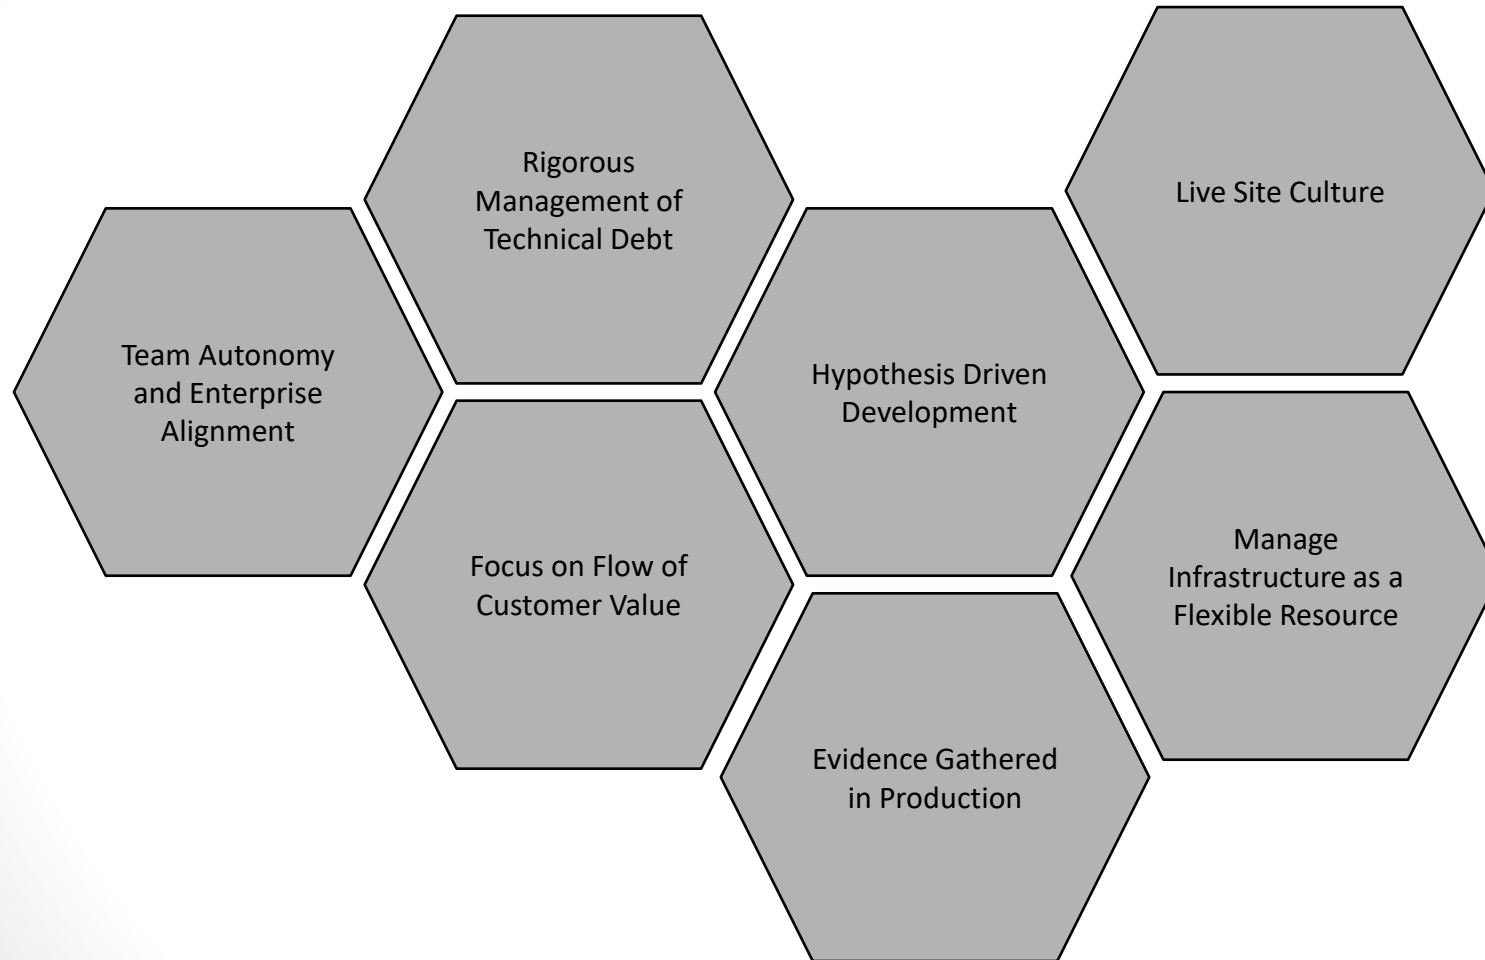 Rigorous
Management of
Technical Debt
Live Site Culture
Team Autonomy
and Enterprise
Alignment
Hypothesis Driven
Development
Focus on Flow of
Customer Value
Manage
Infrastructure as a
Flexible Resource
Evidence Gathered
in Production